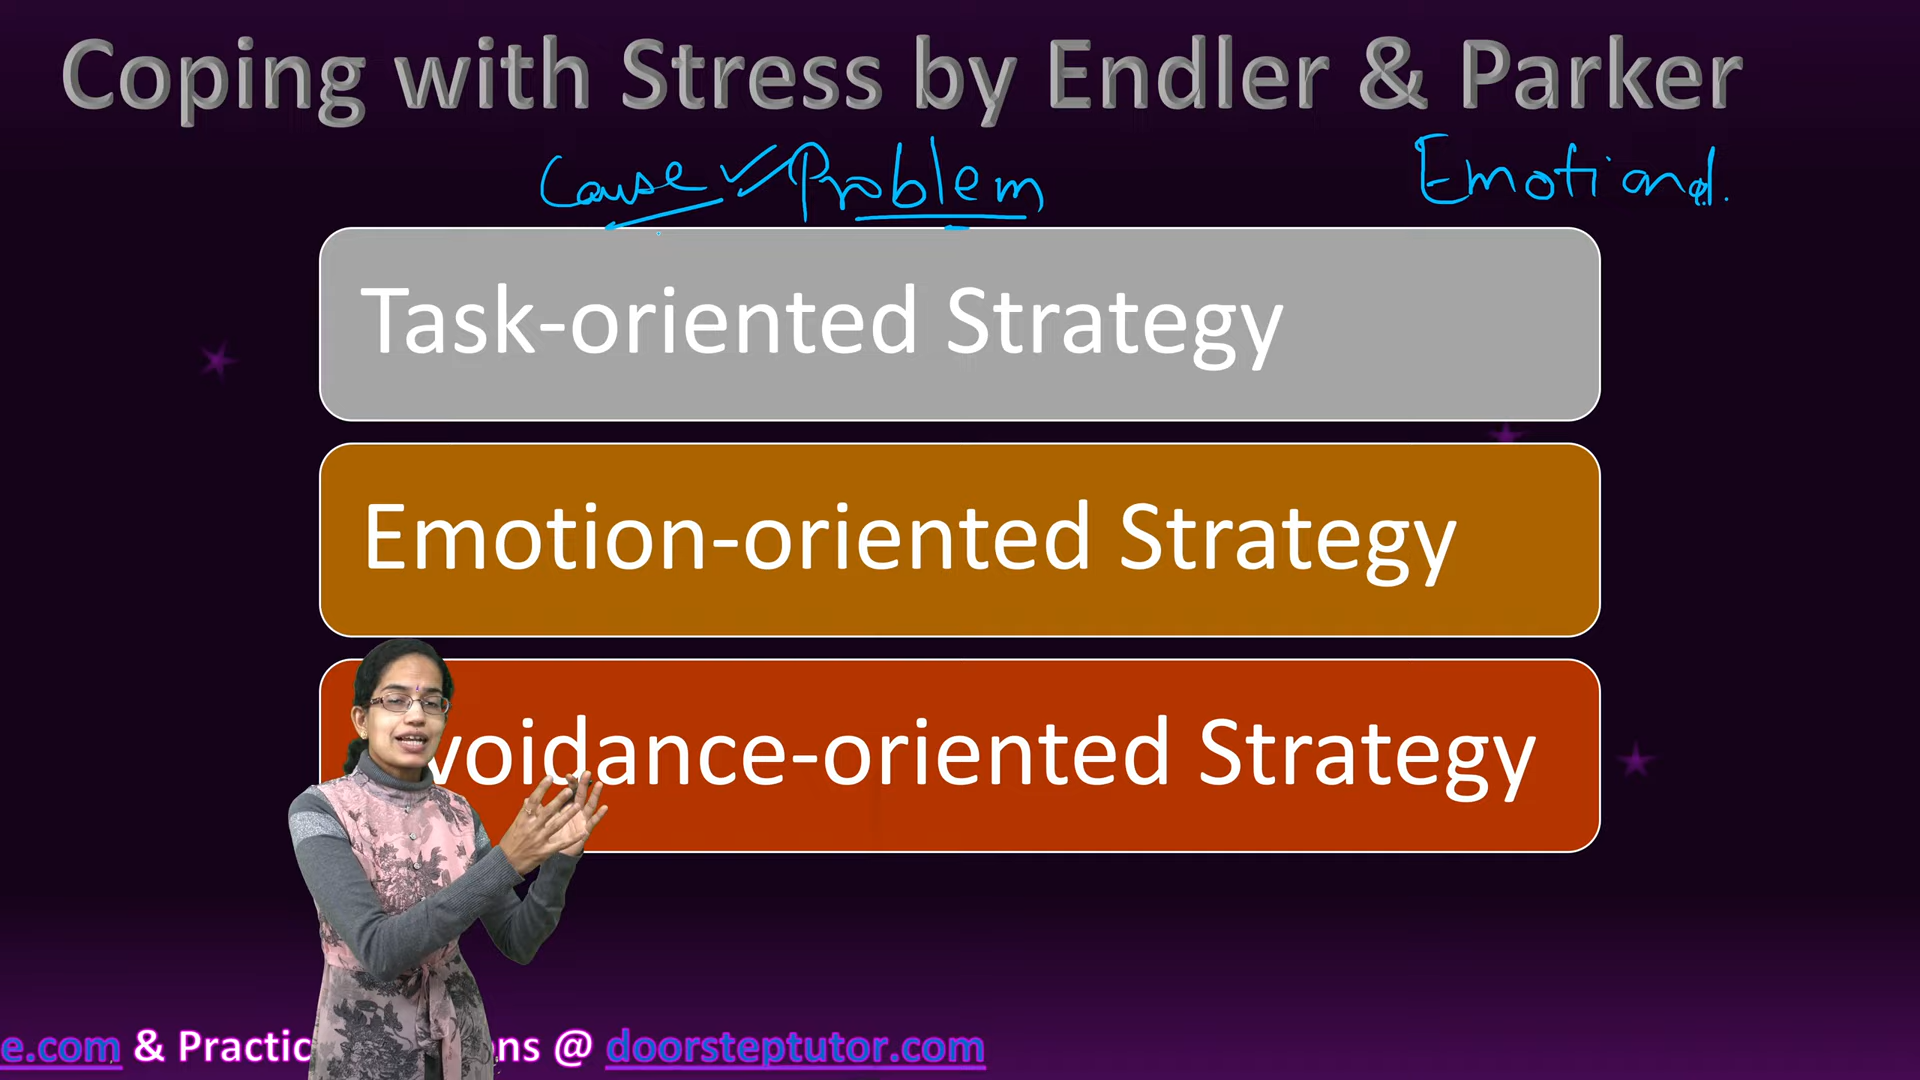 Coping with Stress by Endler & Parker
Cause Problem Emotional.
Task-oriented Strategy
Emotion-oriented Strategy
voidance-oriented Strategy
e.com & Practic ns @ doorsteptutor.com